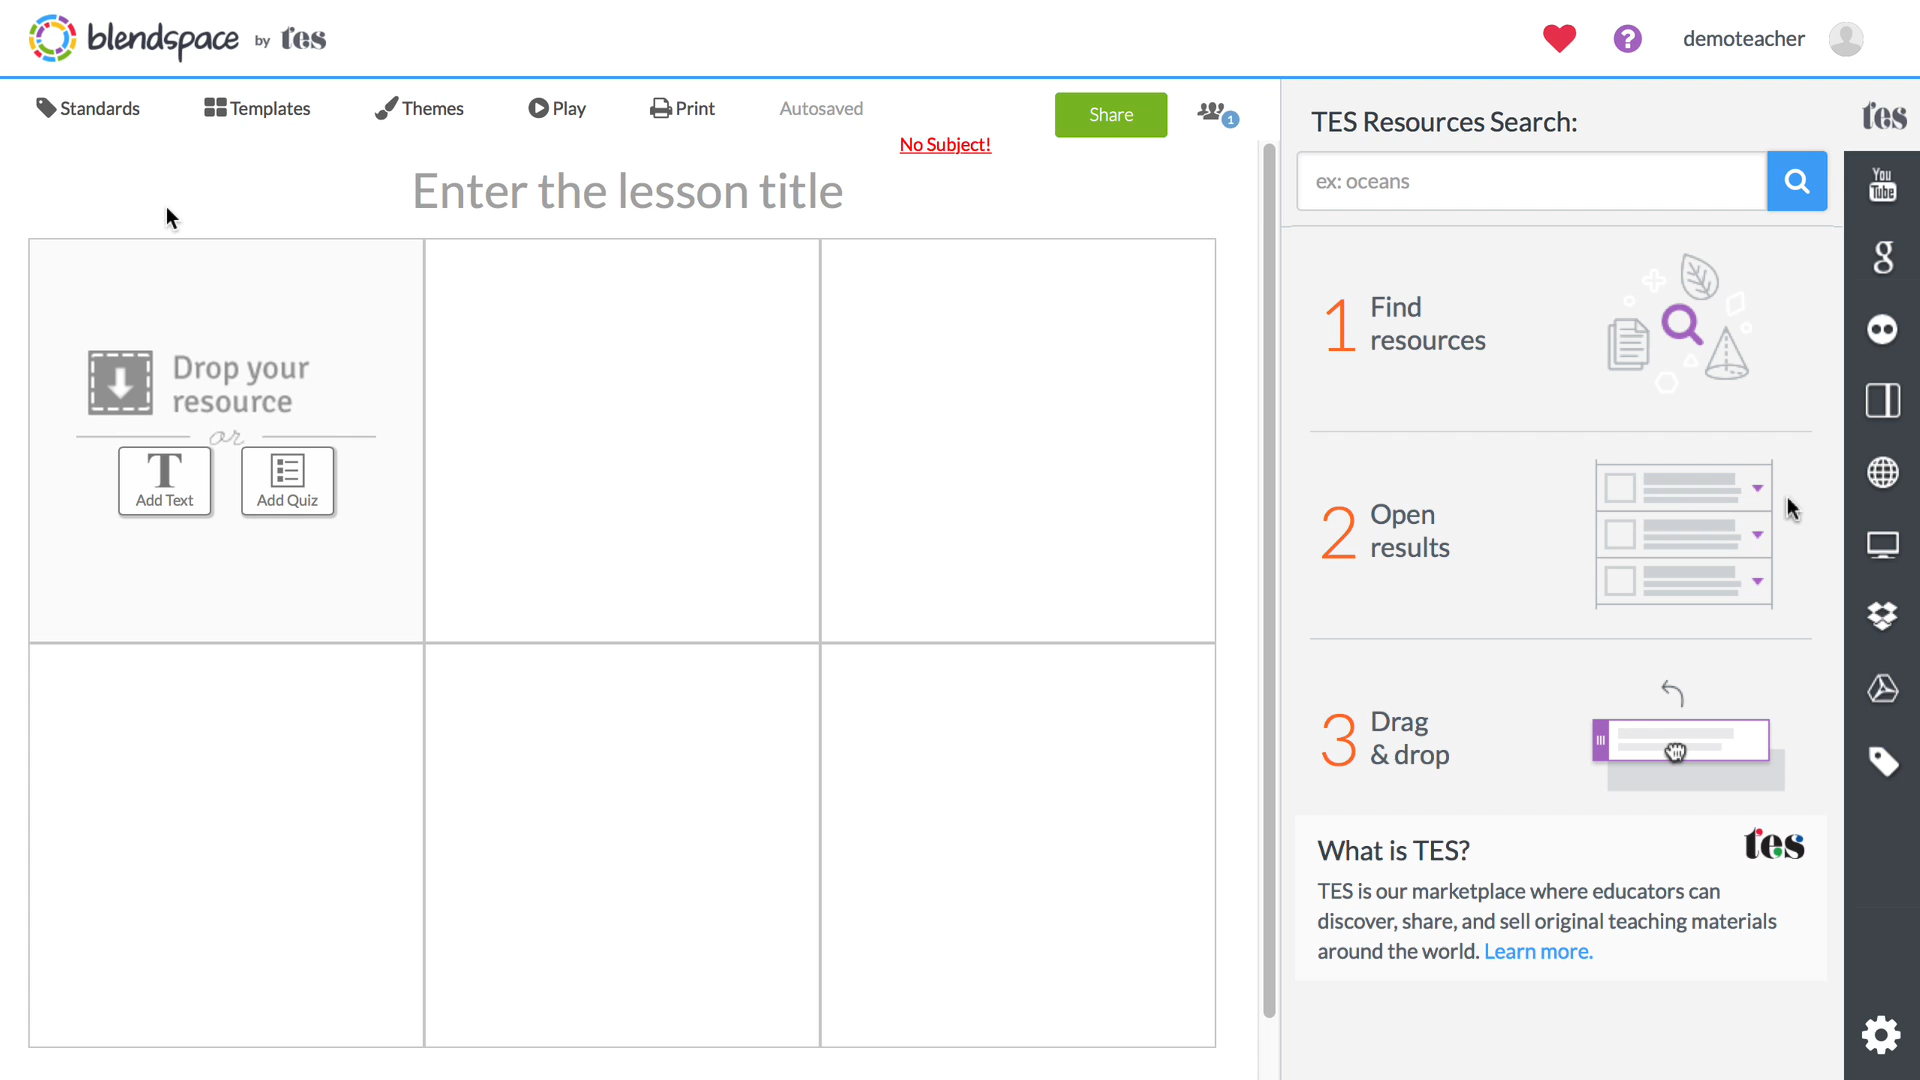 blendspace by tes
demoteacher
Standards
Templates
Themes
Play
Print
Autosaved
Share
1
No Subject!
Enter the lesson title
Drop your
resource
or
T
Add Text
Add Quiz
TES Resources Search:
tes
ex: oceans
You
Tube
g
1 Find
resources
2 Open
results
3 Drag
& drop
What is TES?
tes
TES is our marketplace where educators can
discover, share, and sell original teaching materials
around the world. Learn more.